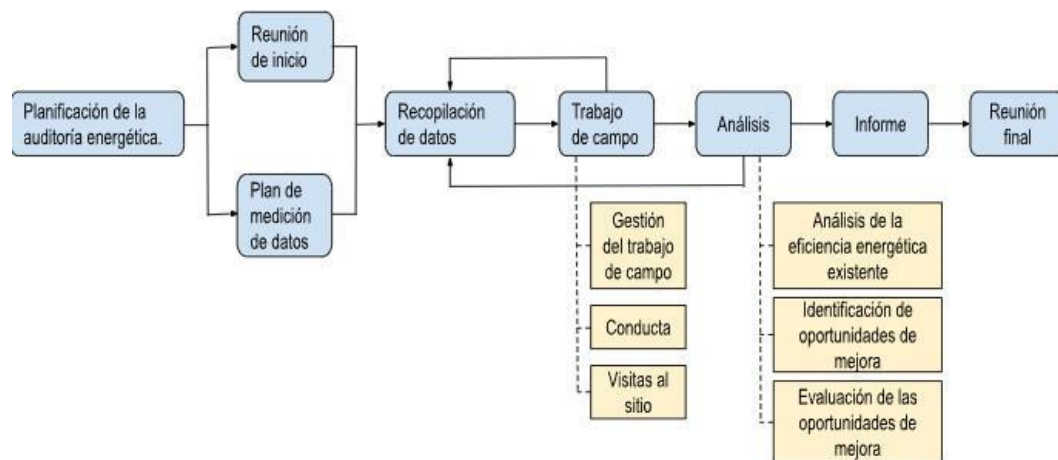 Planificación de la
auditoría energética.
Reunión
de inicio
Plan de
medición
de datos
Recopilación
de datos
Trabajo
de campo
Análisis
Informe
Reunión
final
Gestión
del trabajo
de campo
Conducta
Visitas al
sitio
Análisis de la
eficiencia energética
existente
Identificación de
oportunidades de
mejora
Evaluación de las
oportunidades de
mejora